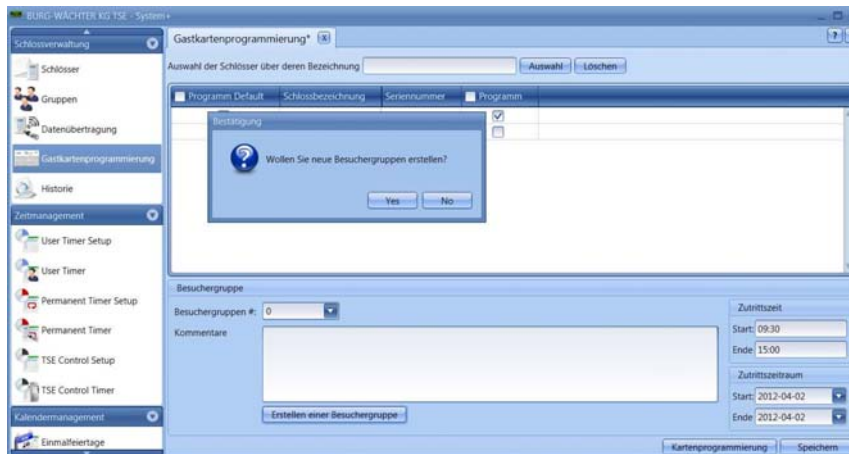 BURG-WÄCHTER KG TSE - System+
Schlossverwaltung
Schlösser
Gruppen
Datenübertragung
Gastkartenprogrammierung
Historie
Zeitmanagement
User Timer Setup
User Timer
Permanent Timer Setup
Permanent Timer
TSE Control Setup
TSE Control Timer
Kalendermanagement
Einmalfeiertage
Gastkartenprogrammierung*
?
Auswahl der Schlösser über deren Bezeichnung
Auswahl Löschen
Programm Default Schlossbezeichnung Seriennummer Programm
Bestätigung
Wollen Sie neue Besuchergruppen erstellen?
Yes No
Besuchergruppe
Besuchergruppen #: 0
Kommentare
Erstellen einer Besuchergruppe
Zutrittszeit
Start: 09:30
Ende 15:00
Zutrittszeitraum
Start: 2012-04-02
Ende 2012-04-02
Kartenprogrammierung Speichern